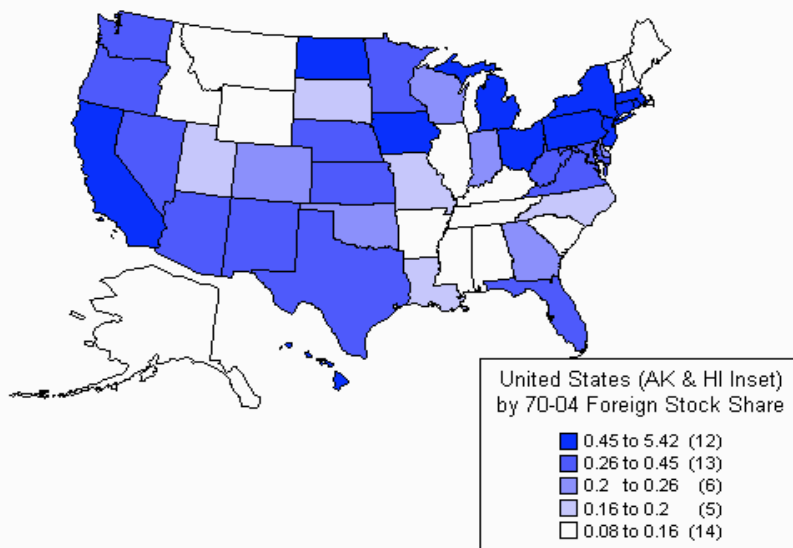 United States (AK & HI Inset)
by 70-04 Foreign Stock Share
0.45 to 5.42 (12)
0.26 to 0.45 (13)
0.2 to 0.26 (6)
0.16 to 0.2 (5)
0.08 to 0.16 (14)